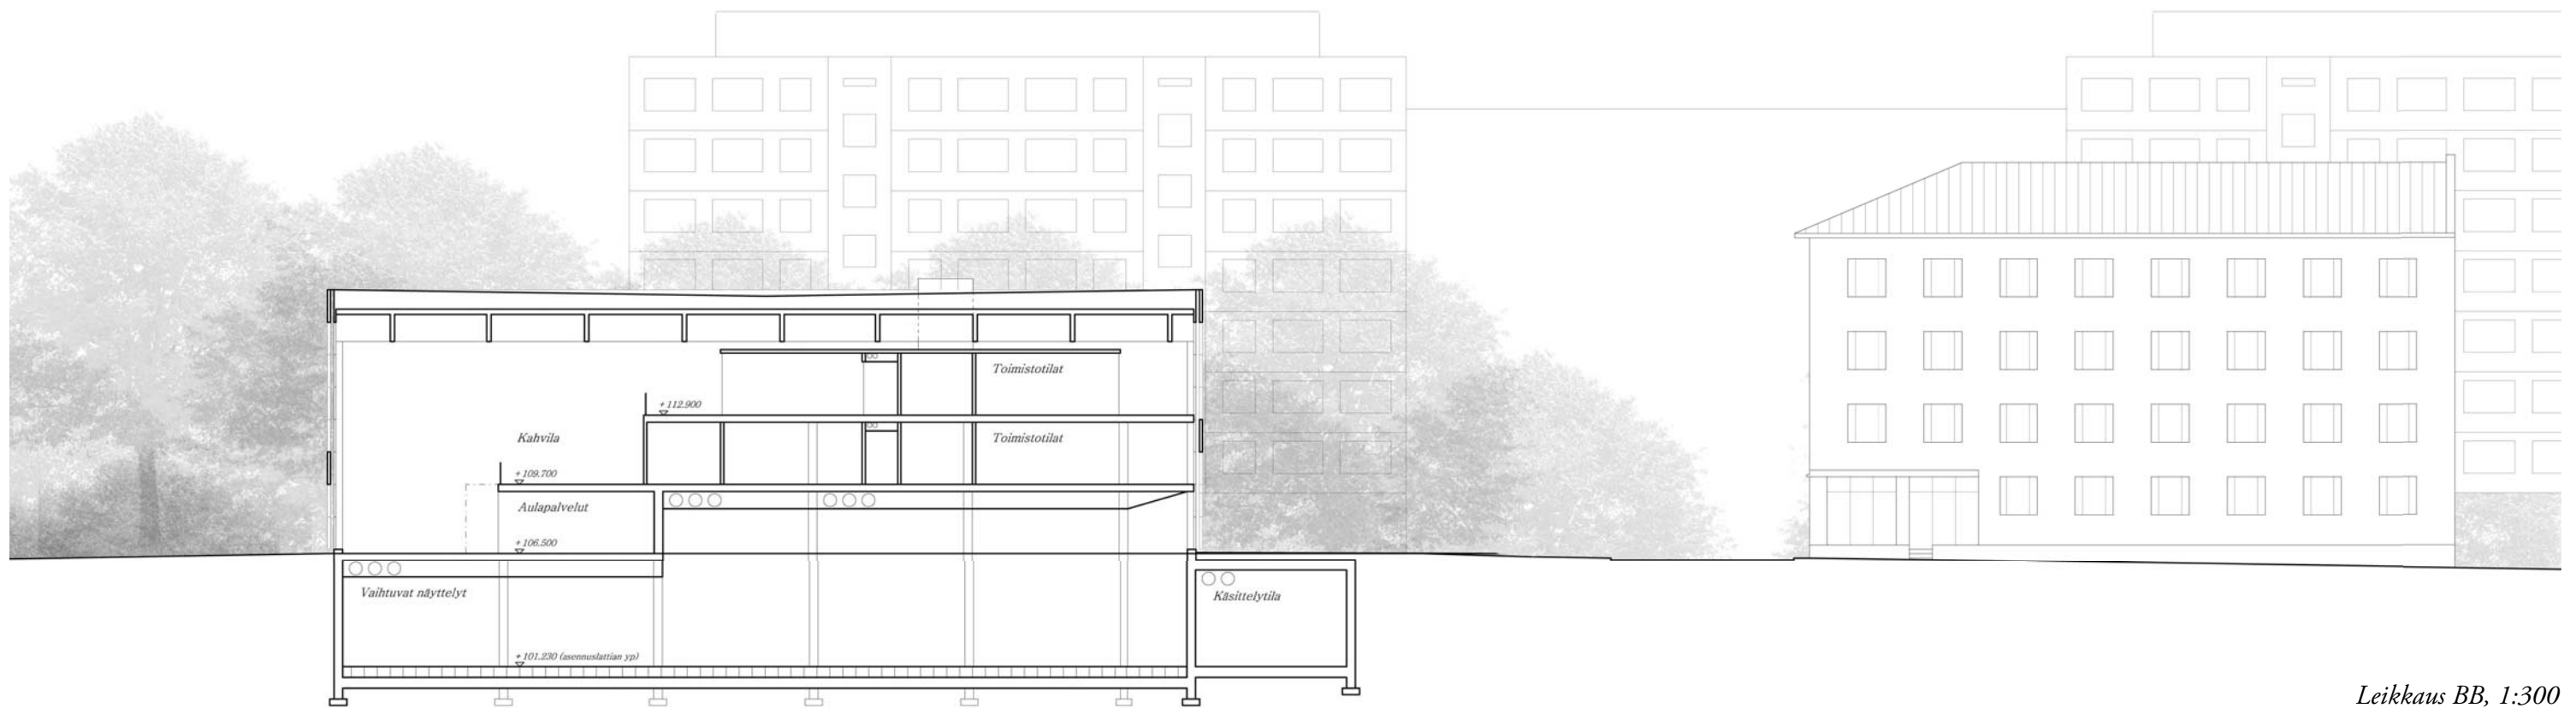 Toimistotilat
+112.900
Kahvila
Toimistotilat
+109.700
Aulapalvelut
+106.500
Vaihtuvat näyttelyt
Käsittelytila
+101.230 (asennuslattian yp)
Leikkaus BB, 1:300